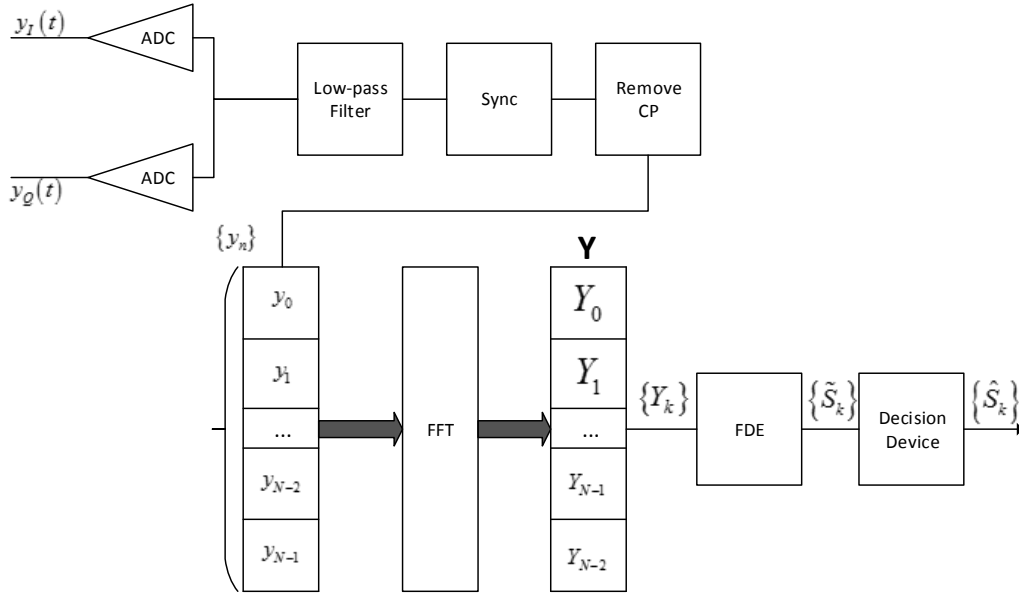 y_I(t)
ADC
Low-pass
Filter
Sync
Remove
CP
y_Q(t)
ADC
{y_n}
Y
y_0
Y_0
y_1
Y_1
{Y_k}
{S̃_k}
{Ŝ_k}
...
FFT
...
FDE
Decision
Device
y_{N-2}
Y_{N-1}
y_{N-1}
Y_{N-2}